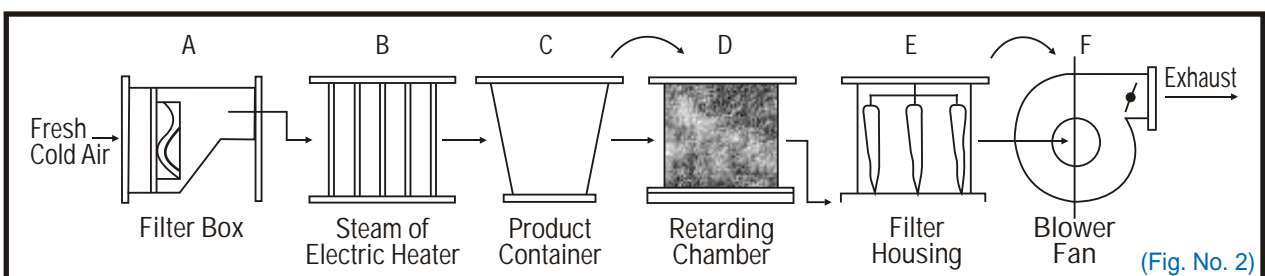 A B C D E F
Fresh
Cold Air
Exhaust
Filter Box
Steam of
Electric Heater
Product
Container
Retarding
Chamber
Filter
Housing
Blower
Fan
(Fig. No. 2)